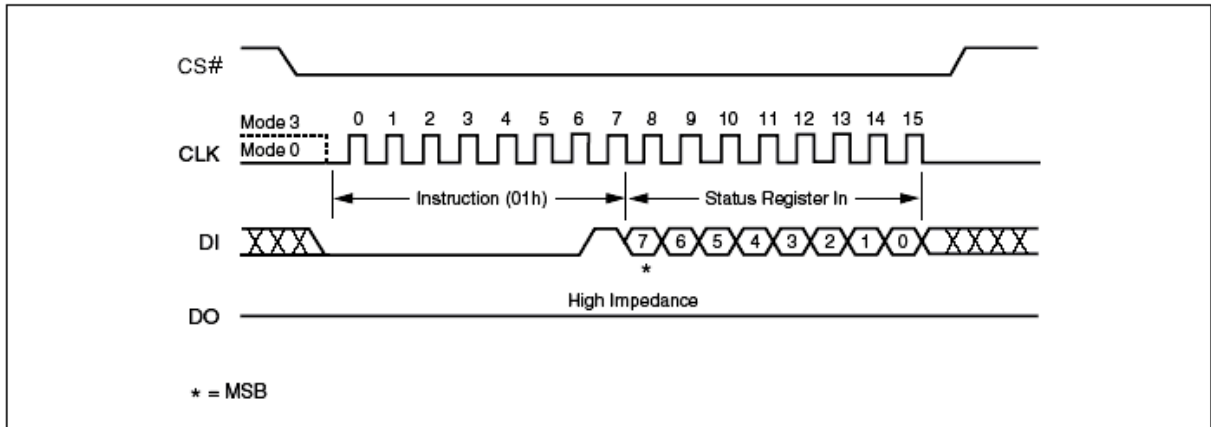 CS#
Mode 3
0 1 2 3 4 5 6 7 8 9 10 11 12 13 14 15
CLK
Mode 0
Instruction (01h)
Status Register In
DI
7 6 5 4 3 2 1 0
*
High Impedance
DO
* = MSB